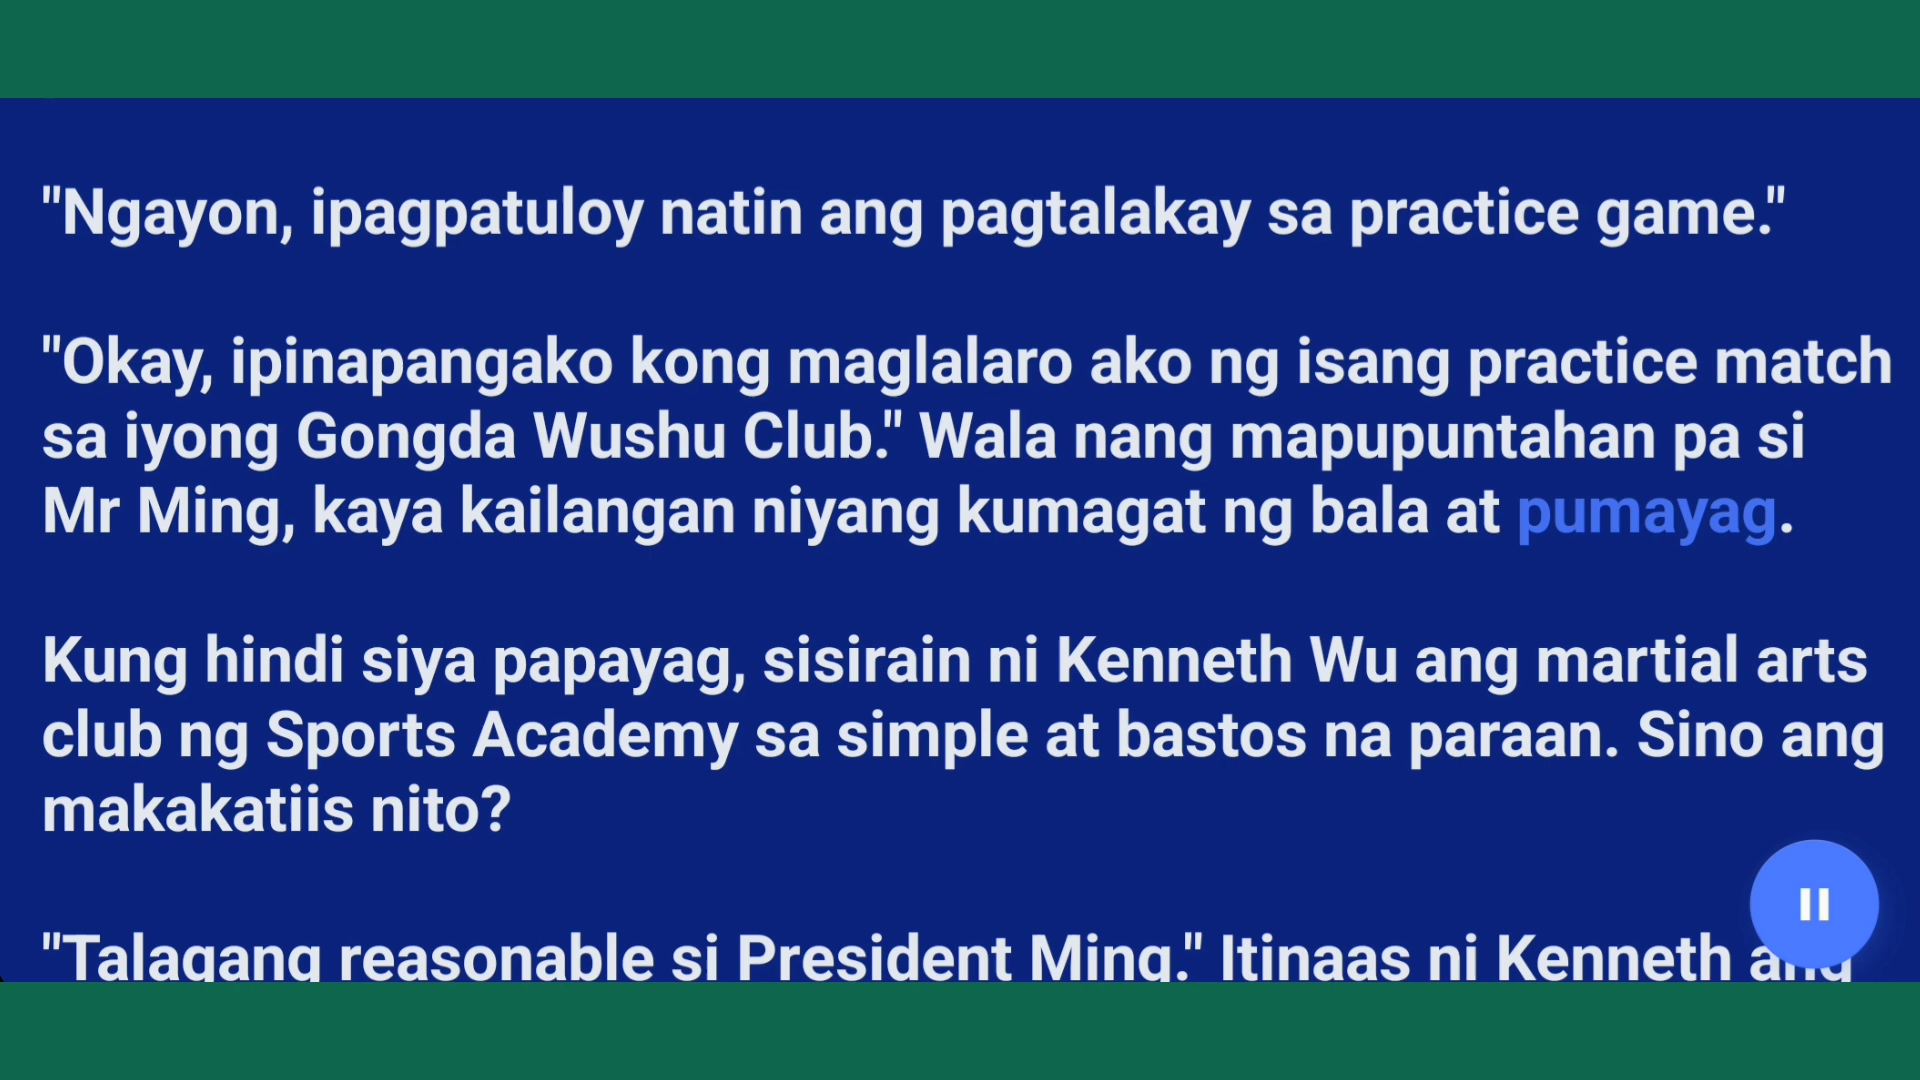 "Ngayon, ipagpatuloy natin ang pagtalakay sa practice game."
"Okay, ipinapangako kong maglalaro ako ng isang practice match
sa iyong Gongda Wushu Club." Wala nang mapupuntahan pa si
Mr Ming, kaya kailangan niyang kumagat ng bala at pumayag.
Kung hindi siya papayag, sisirain ni Kenneth Wu ang martial arts
club ng Sports Academy sa simple at bastos na paraan. Sino ang
makakatiis nito?
"Talagang reasonable si President Ming." Itinaas ni Kenneth ang